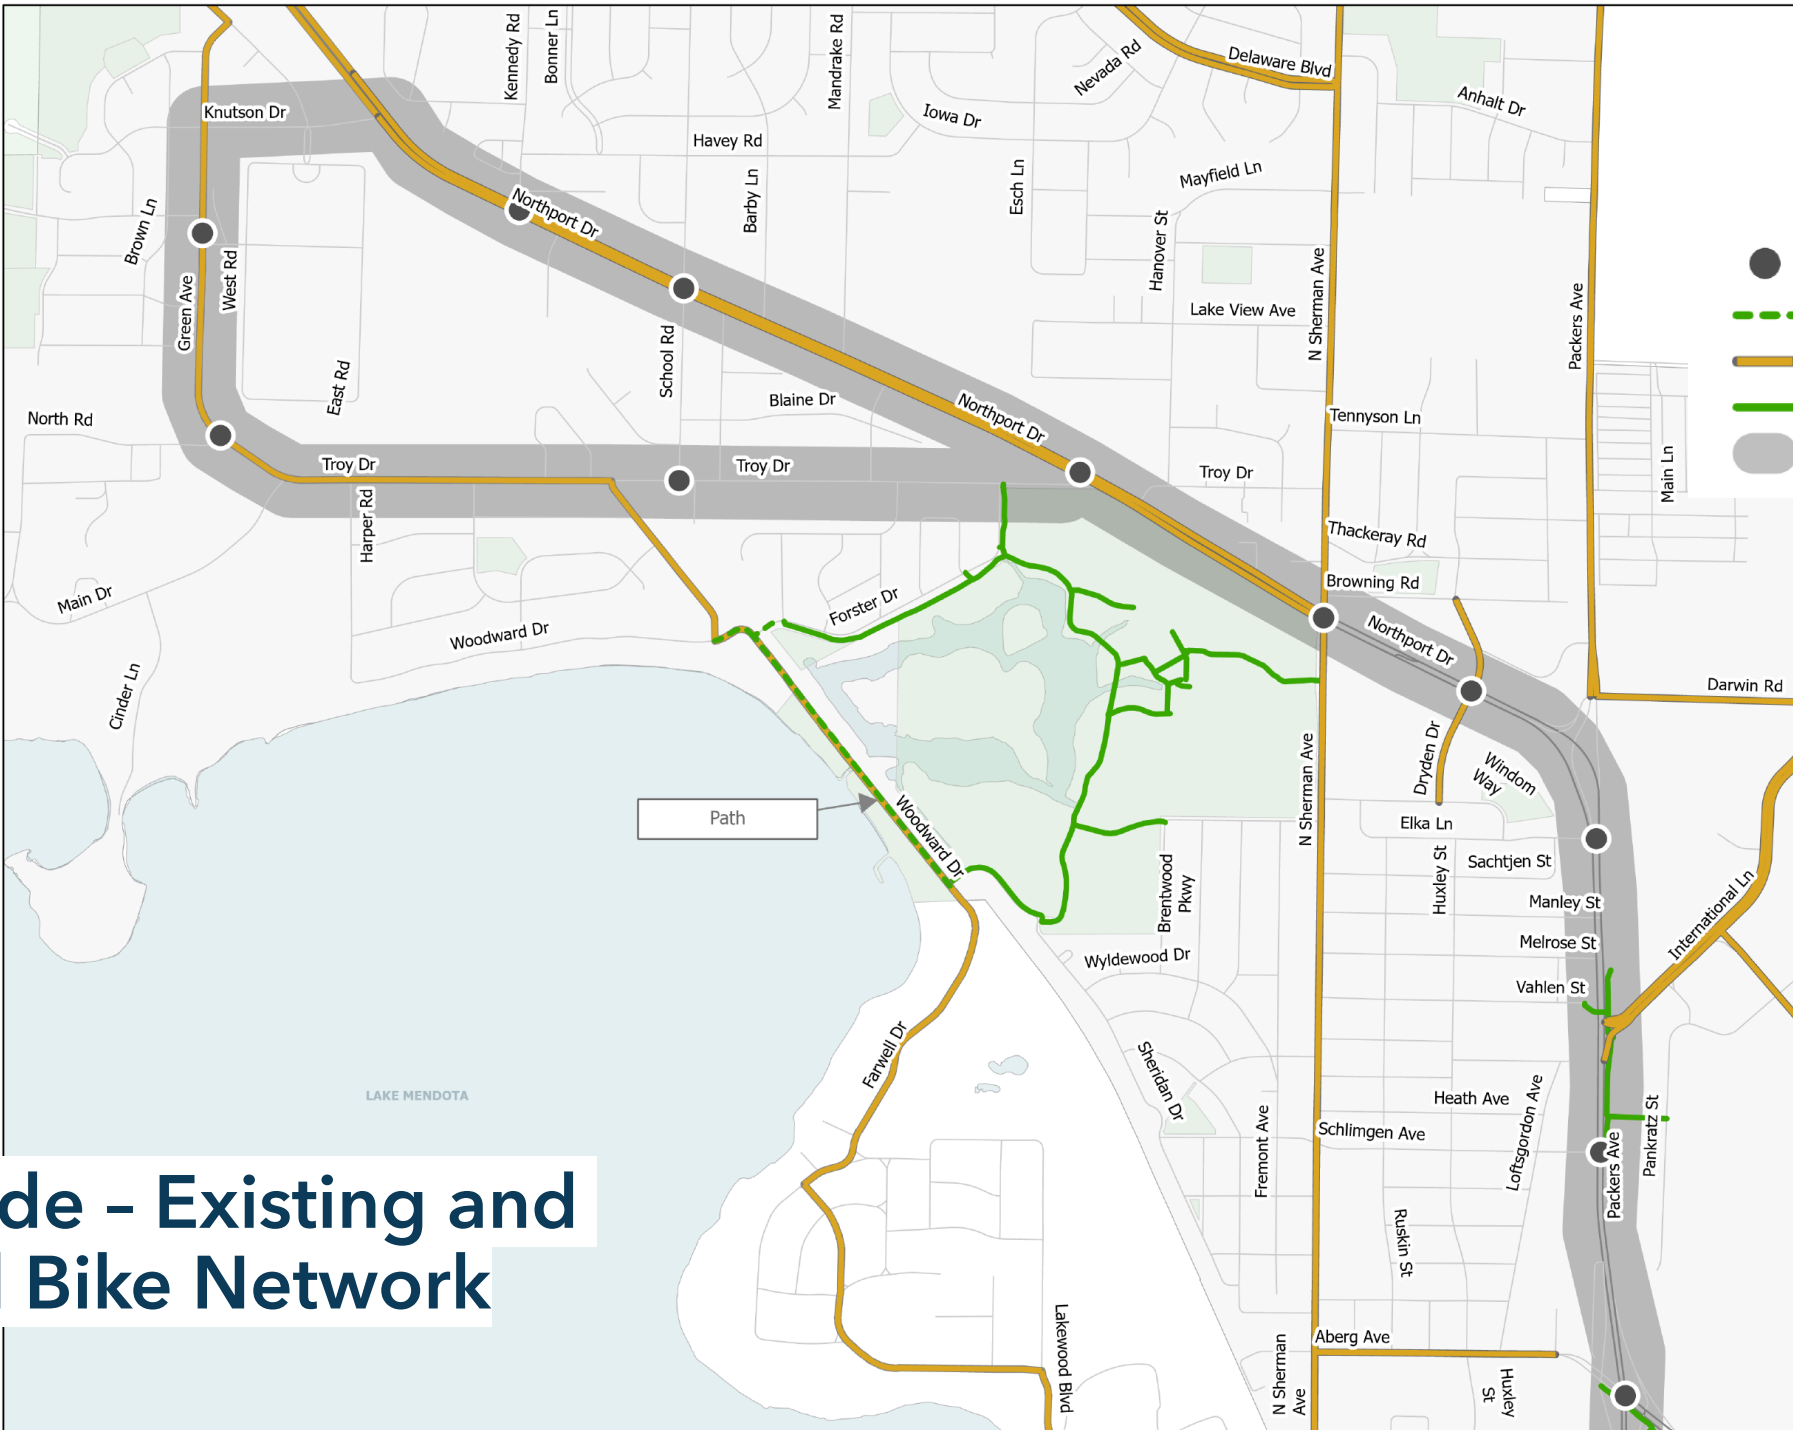 Kennedy Rd
Bonner Ln
Mandrake Rd
Nevada Rd
Delaware Blvd
Anhalt Dr
Knutson Dr
Iowa Dr
Havey Rd
Mayfield Ln
Esch Ln
Barby Ln
Northport Dr
Brown Ln
West Rd
Hanover St
Green Ave
Lake View Ave
N Sherman Ave
Packers Ave
School Rd
East Rd
Blaine Dr
Northport Dr
North Rd
Tennyson Ln
Troy Dr
Troy Dr
Troy Dr
Main Ln
Harper Rd
Thackeray Rd
Browning Rd
Main Dr
Forster Dr
Woodward Dr
Northport Dr
Cinder Ln
Darwin Rd
Dryden Dr
Windom
Way
N Sherman Ave
Path
Woodward Dr
Elka Ln
Sachtjen St
Huxley St
Brentwood
Pkwy
Manley St
International Ln
Melrose St
Wyldewood Dr
Vahlen St
Farwell Dr
Sheridan Dr
LAKE MENDOTA
Heath Ave
Loftsgordon Ave
Pankratz St
Fremont Ave
Schlimgen Ave
Packers Ave
de – Existing and
Bike Network
Ruskin St
Lakewood Blvd
Aberg Ave
N Sherman
Ave
Huxley
St